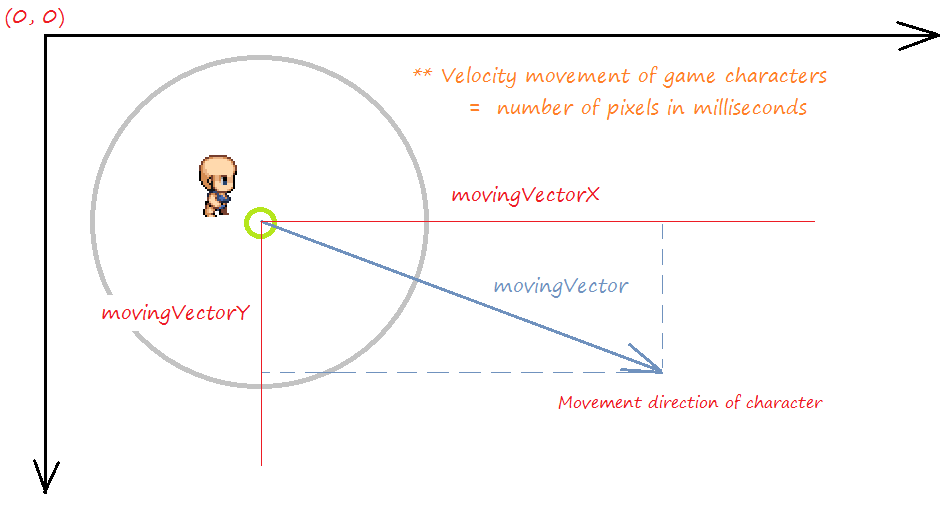 (0, 0)
** Velocity movement of game characters
= number of pixels in milliseconds
movingVectorX
movingVector
movingVectorY
Movement direction of character